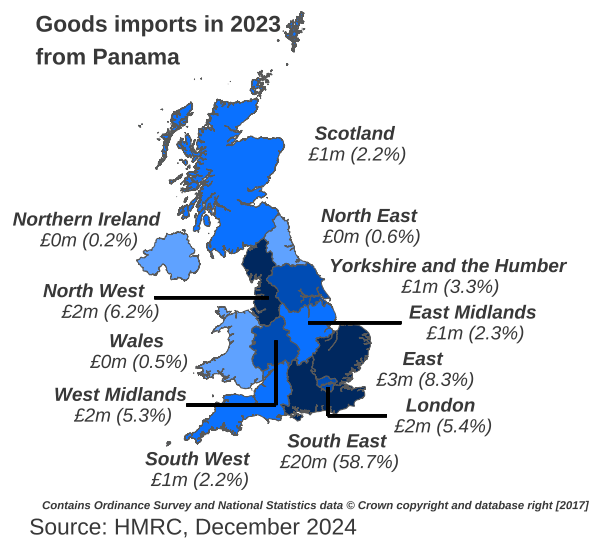 Goods imports in 2023
from Panama
Scotland
£1m (2.2%)
Northern Ireland
£0m (0.2%)
North East
£0m (0.6%)
Yorkshire and the Humber
£1m (3.3%)
North West
£2m (6.2%)
East Midlands
£1m (2.3%)
Wales
£0m (0.5%)
East
£3m (8.3%)
West Midlands
£2m (5.3%)
London
£2m (5.4%)
South East
£20m (58.7%)
South West
£1m (2.2%)
Contains Ordinance Survey and National Statistics data © Crown copyright and database right [2017]
Source: HMRC, December 2024